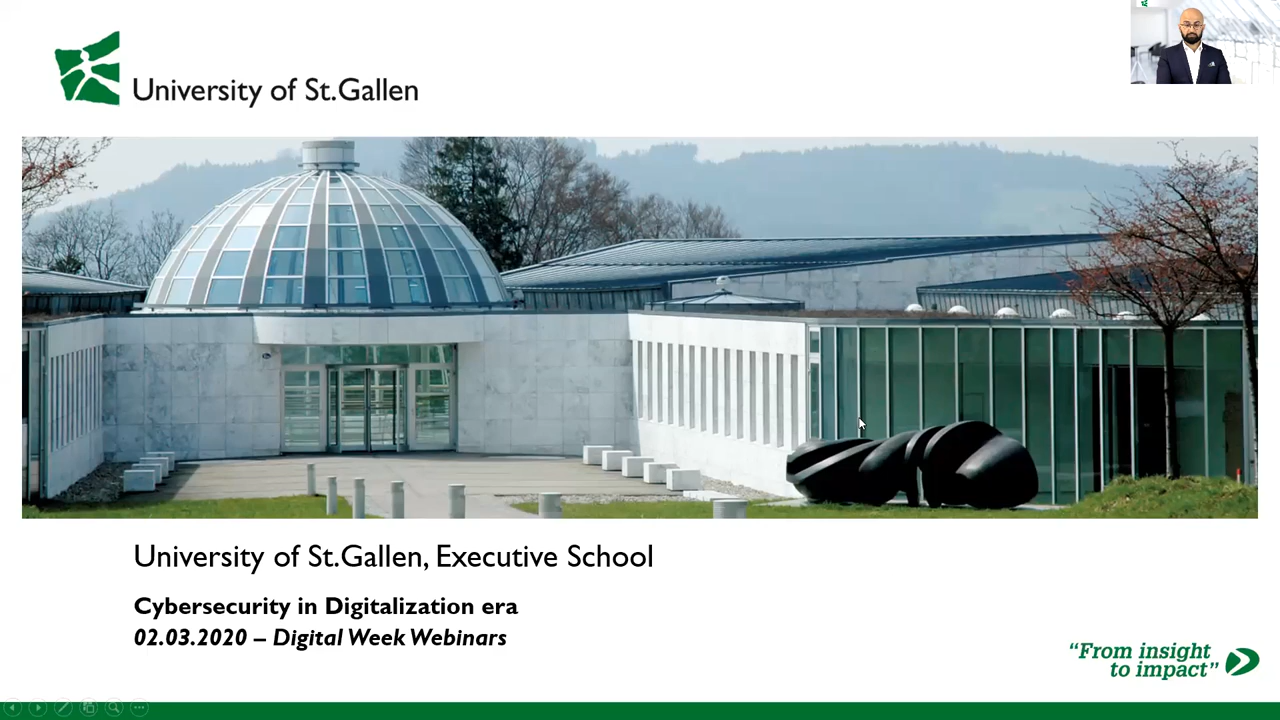 University of St.Gallen
University of St.Gallen, Executive School
Cybersecurity in Digitalization era
02.03.2020 – Digital Week Webinars
“From insight
to impact”